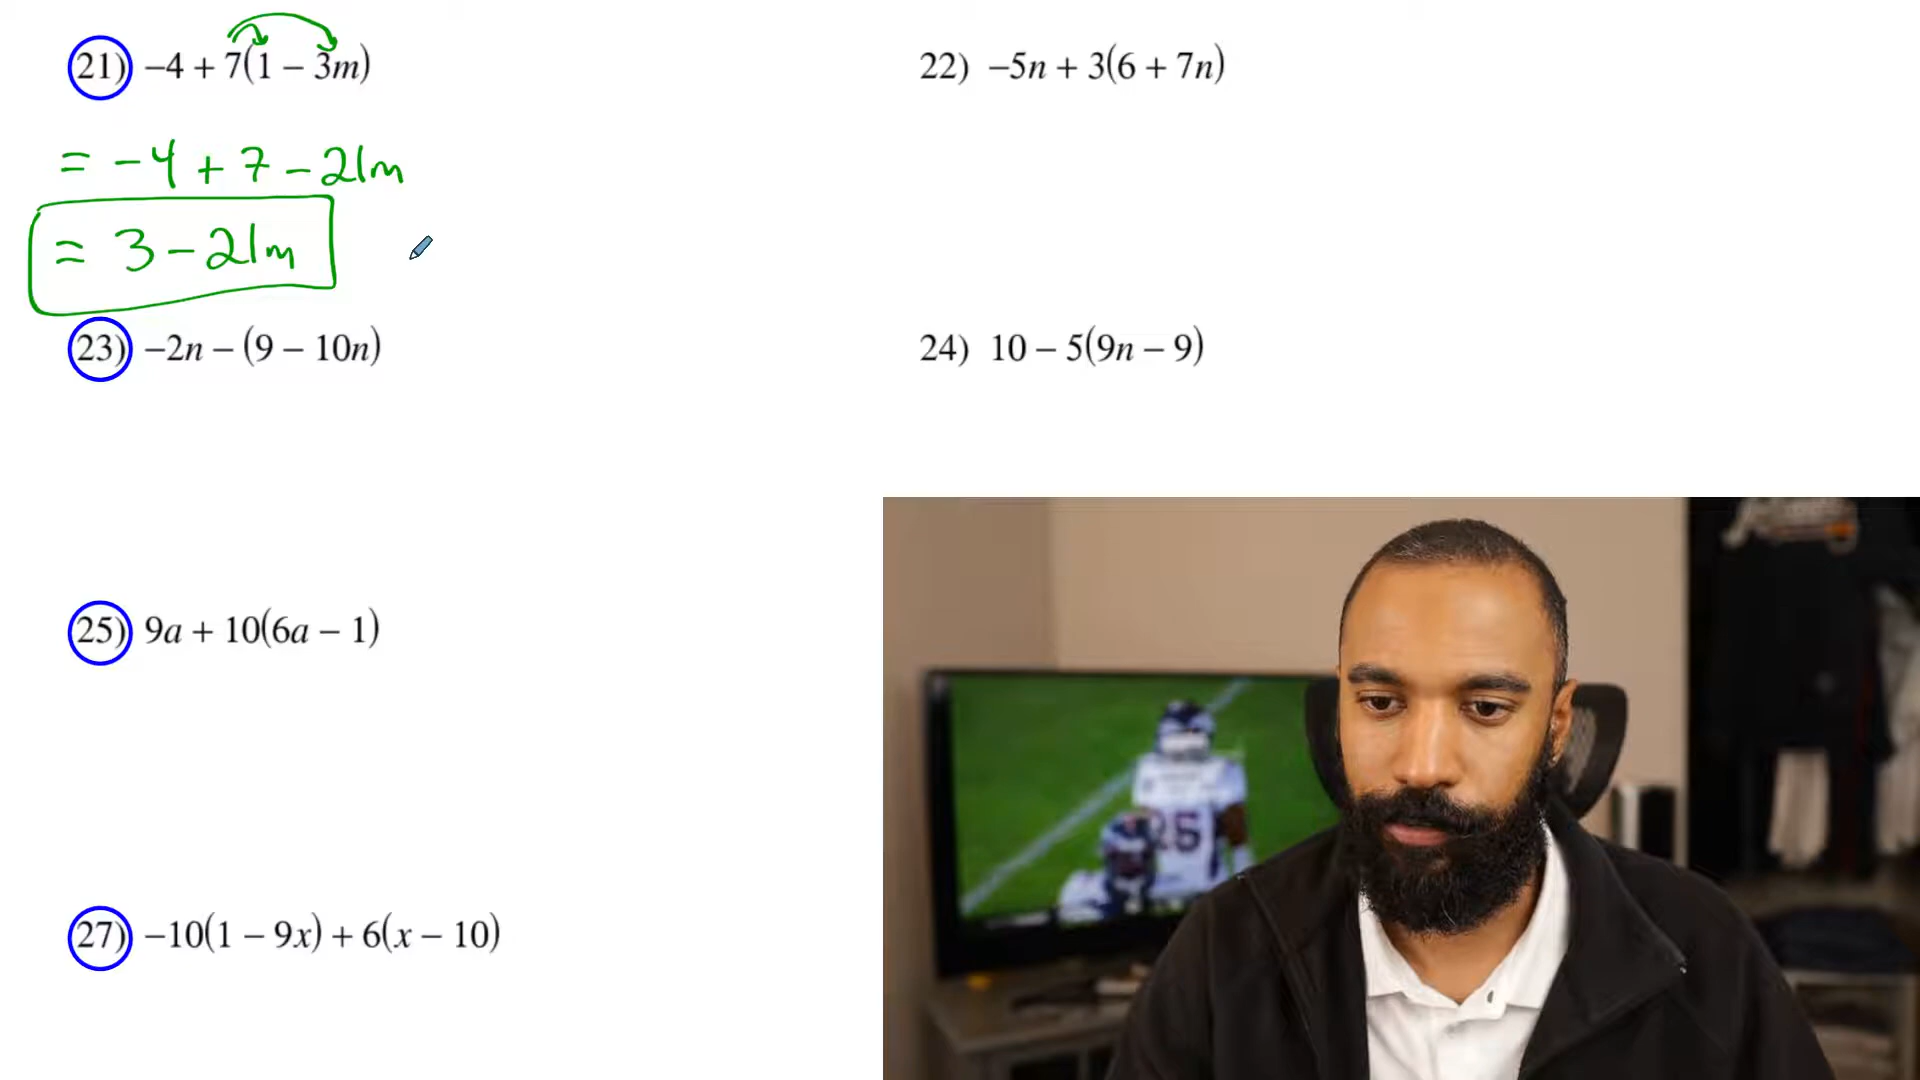 21) −4 + 7(1 − 3m)
= −4 + 7 − 21m
= 3 − 21m
22) −5n + 3(6 + 7n)
23) −2n − (9 − 10n)
24) 10 − 5(9n − 9)
25) 9a + 10(6a − 1)
27) −10(1 − 9x) + 6(x − 10)